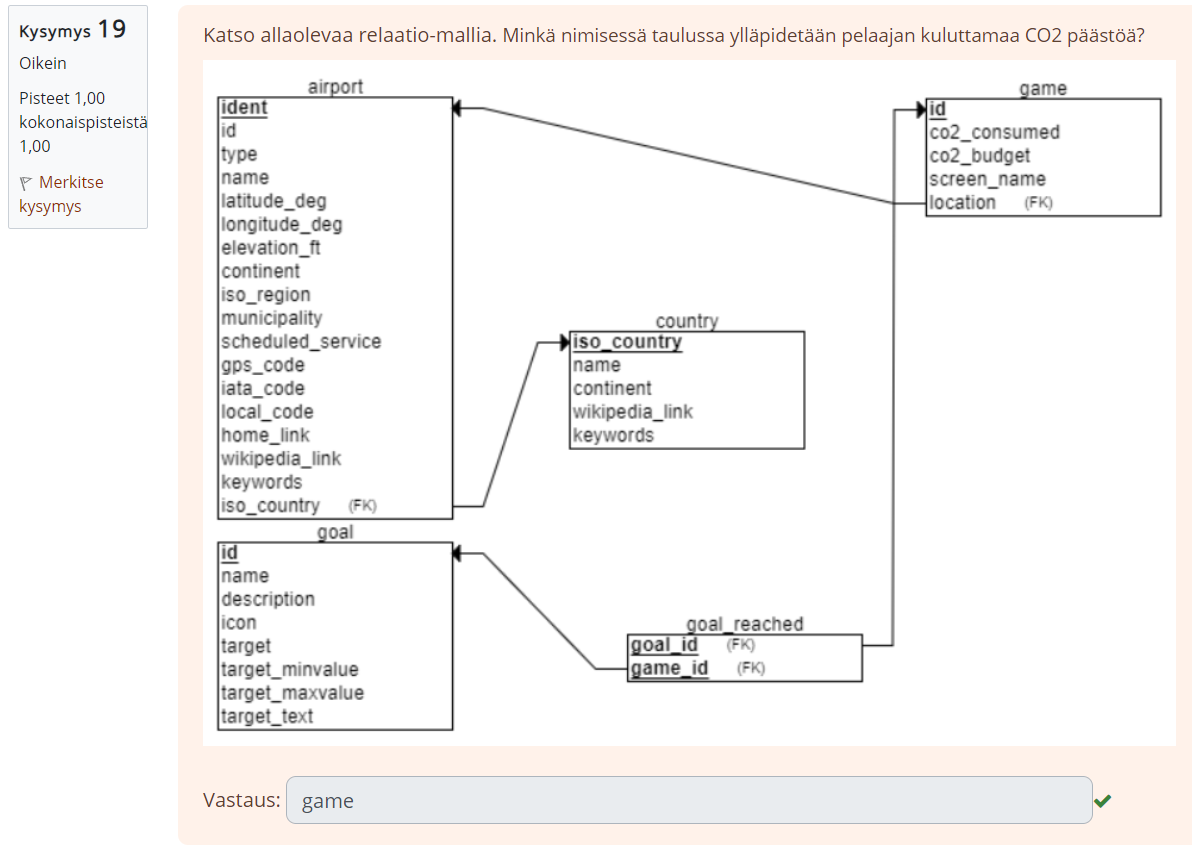 Kysymys 19
Oikein
Pisteet 1,00
kokonaispisteistä
1,00
Merkitse
kysymys
Katso allaolevaa relaatio-mallia. Minkä nimisessä taulussa ylläpidetään pelaajan kuluttamaa CO2 päästöä?
airport
ident
id
type
name
latitude_deg
longitude_deg
elevation_ft
continent
iso_region
municipality
scheduled_service
gps_code
iata_code
local_code
home_link
wikipedia_link
keywords
iso_country (FK)
game
id
co2_consumed
co2_budget
screen_name
location (FK)
country
iso_country
name
continent
wikipedia_link
keywords
goal
id
name
description
icon
target
target_minvalue
target_maxvalue
target_text
goal_reached
goal_id (FK)
game_id (FK)
Vastaus: game